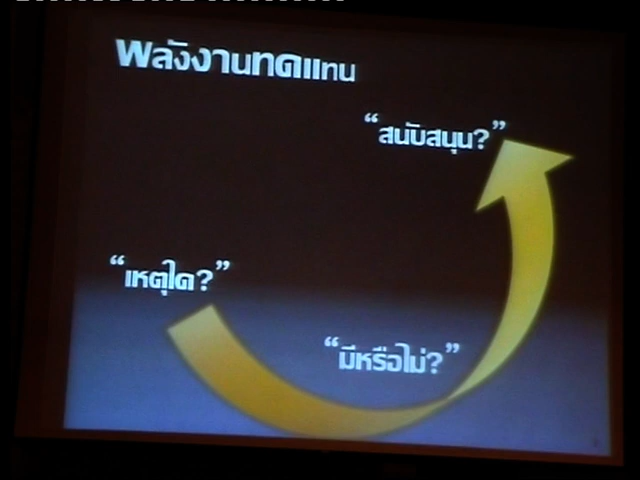 พลังงานทดแทน
“สนับสนุน?”
“เหตุใด?”
“มีหรือไม่?”